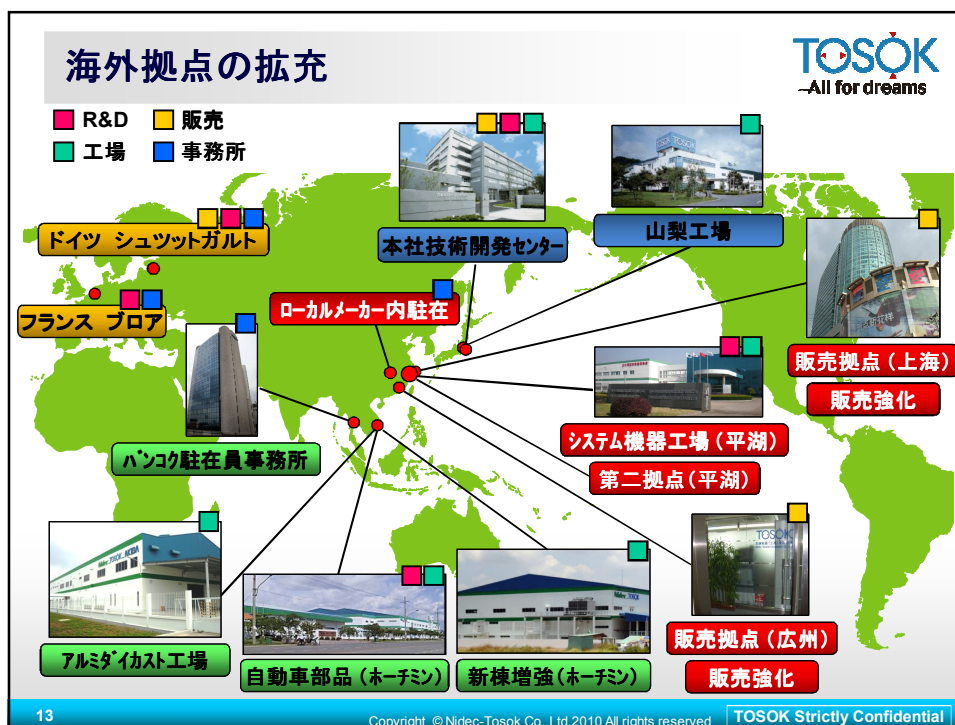 海外拠点の拡充
TOSOK
All for dreams
R&D
販売
工場
事務所
ドイツ シュツットガルト
フランス ブロア
本社技術開発センター
山梨工場
ローカルメーカー内駐在
販売拠点(上海)
販売強化
システム機器工場(平湖)
第二拠点(平湖)
バンコク駐在員事務所
アルミダイカスト工場
自動車部品(ホーチミン)
新棟増強(ホーチミン)
TOSOK
販売拠点(広州)
販売強化
13
Copyright © Nidec-Tosok Co. Ltd 2010 All rights reserved
TOSOK Strictly Confidential